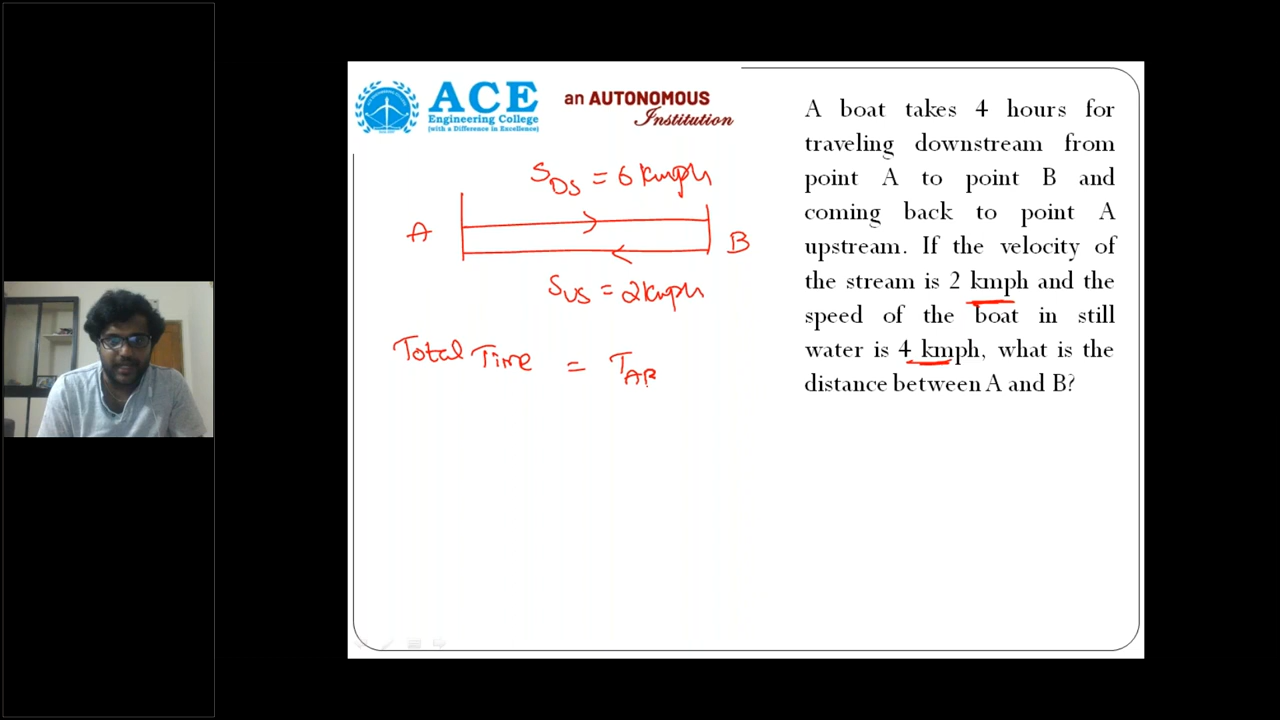 ACE
Engineering College
(with a Difference in Excellence)
an AUTONOMOUS
Institution
S_DS = 6 kmph
A
B
S_US = 2 kmph
Total Time = T_AB
A boat takes 4 hours for
traveling downstream from
point A to point B and
coming back to point A
upstream. If the velocity of
the stream is 2 kmph and the
speed of the boat in still
water is 4 kmph, what is the
distance between A and B?